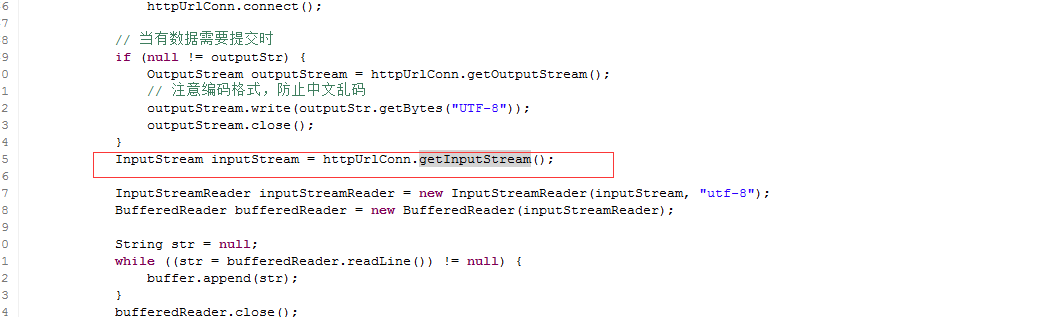 6 httpUrlConn.connect();
7
8 // 当有数据需要提交时
9 if (null != outputStr) {
0 OutputStream outputStream = httpUrlConn.getOutputStream();
1 // 注意编码格式，防止中文乱码
2 outputStream.write(outputStr.getBytes("UTF-8"));
3 outputStream.close();
4 }
5 InputStream inputStream = httpUrlConn.getInputStream();
6
7 InputStreamReader inputStreamReader = new InputStreamReader(inputStream, "utf-8");
8 BufferedReader bufferedReader = new BufferedReader(inputStreamReader);
9
0 String str = null;
1 while ((str = bufferedReader.readLine()) != null) {
2 buffer.append(str);
3 }
4 bufferedReader.close();